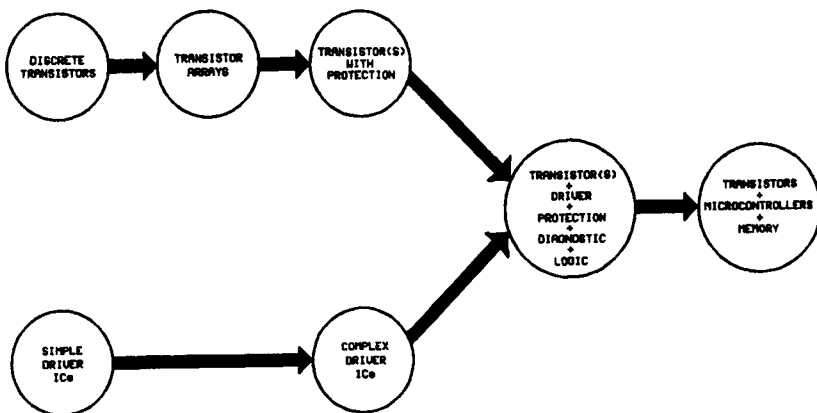 DISCRETE
TRANSISTORS
TRANSISTOR
ARRAYS
TRANSISTOR(S)
WITH
PROTECTION
TRANSISTOR(S)
+
DRIVER
+
PROTECTION
+
DIAGNOSTIC
+
LOGIC
TRANSISTORS
+
MICROCONTROLLERS
+
MEMORY
SIMPLE
DRIVER
ICs
COMPLEX
DRIVER
ICs